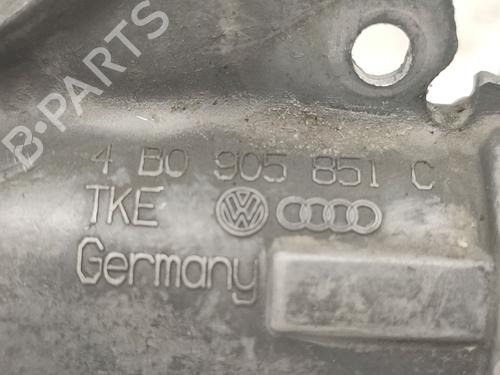 B-PARTS
4 B0 905 851 C
TKE
Germany